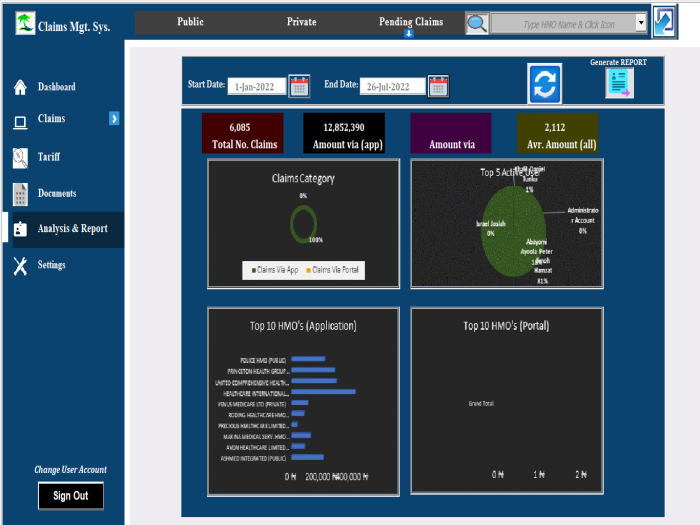 Claims Mgt. Sys.
Public
Private
Pending Claims
Type HMO Name & Click Icon
Dashboard
Claims
Tariff
Documents
Analysis & Report
Settings
Change User Account
Sign Out
Start Date:
1-Jan-2022
End Date:
26-Jul-2022
Generate REPORT
6,085
Total No. Claims
12,852,390
Amount via (app)
Amount via
2,112
Avr. Amount (all)
Claims Category
0%
100%
Claims Via App
Claims Via Portal
Top 5 Active User
1%
Administrato
r Account
0%
Israel Josiah
0%
Abayomi
Ayoola Peter
Hamzat
81%
Top 10 HMO's (Application)
POLICE HMO (PUBLIC)
PRINCETON HEALTH GROUP...
UNITED COMPREHENSIVE HEALTH...
HEALTHCARE INTERNATIONAL...
VENUS MEDICARE LTD (PRIVATE)
RODING HEALTHCARE HMO...
PRECIOUS HEALTHCARE LIMITED...
MARINA MEDICAL SERV. HMO...
AVON HEALTHCARE LIMITED...
ASHMED INTEGRATED (PUBLIC)
0 ₦
200,000 ₦
400,000 ₦
Top 10 HMO's (Portal)
Grand Total
0 ₦
1 ₦
2 ₦